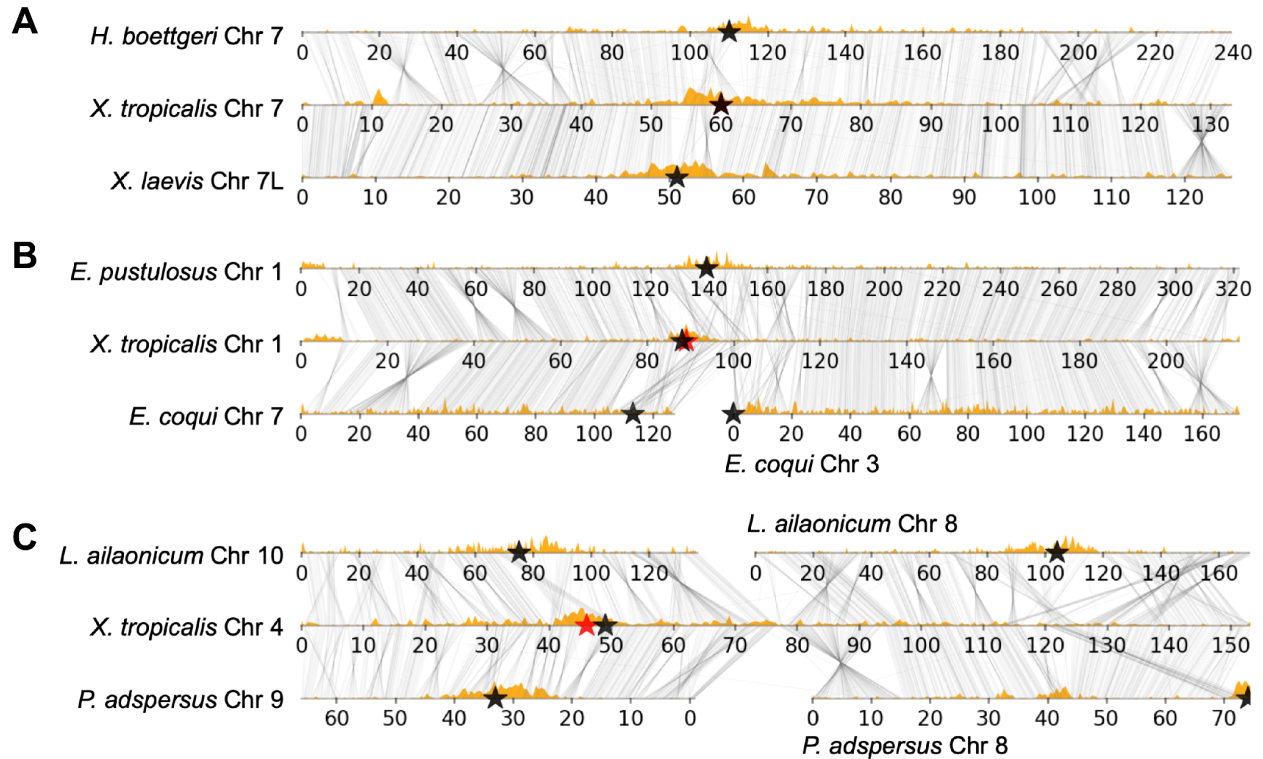 A
H. boettgeri Chr 7
0 20 40 60 80 100 120 140 160 180 200 220 240
X. tropicalis Chr 7
0 10 20 30 40 50 60 70 80 90 100 110 120 130
X. laevis Chr 7L
0 10 20 30 40 50 60 70 80 90 100 110 120
B
E. pustulosus Chr 1
0 20 40 60 80 100 120 140 160 180 200 220 240 260 280 300 320
X. tropicalis Chr 1
0 20 40 60 80 100 120 140 160 180 200
E. coqui Chr 7
0 20 40 60 80 100 120 0 20 40 60 80 100 120 140 160
E. coqui Chr 3
C
L. ailaonicum Chr 8
L. ailaonicum Chr 10
0 20 40 60 80 100 120 0 20 40 60 80 100 120 140 160
X. tropicalis Chr 4
0 10 20 30 40 50 60 70 80 90 100 110 120 130 140 150
P. adspersus Chr 9
60 50 40 30 20 10 0 0 10 20 30 40 50 60 70
P. adspersus Chr 8